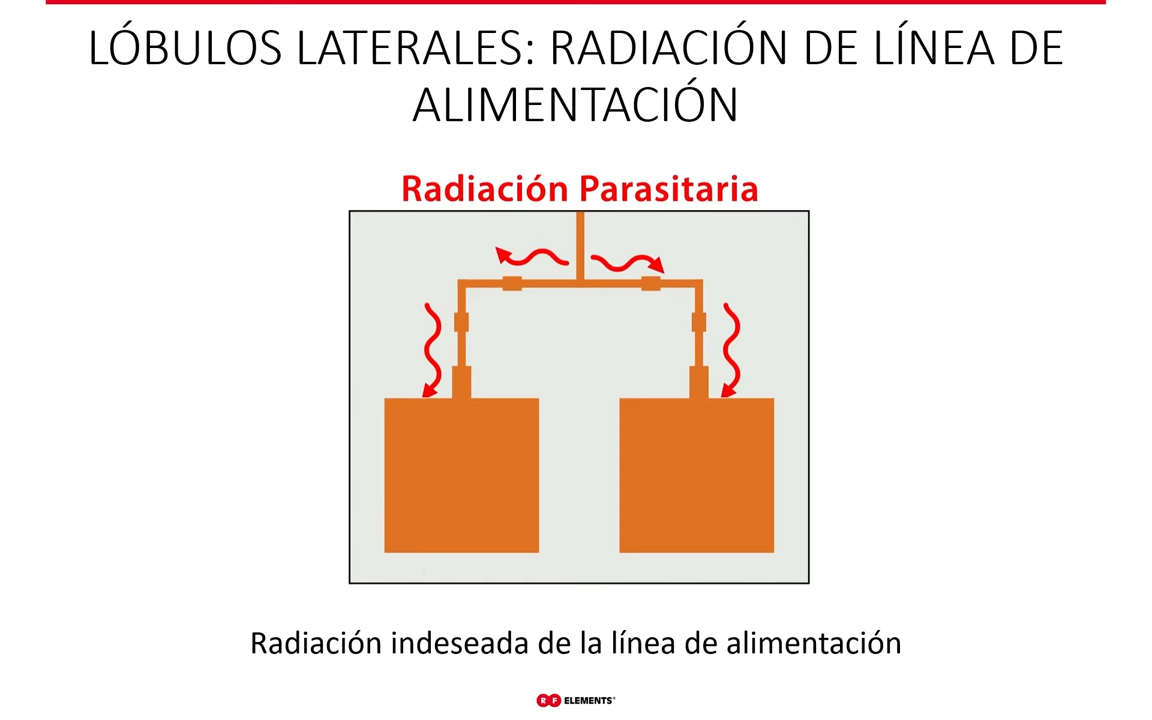 LÓBULOS LATERALES: RADIACIÓN DE LÍNEA DE
ALIMENTACIÓN
Radiación Parasitaria
Radiación indeseada de la línea de alimentación
RF ELEMENTS